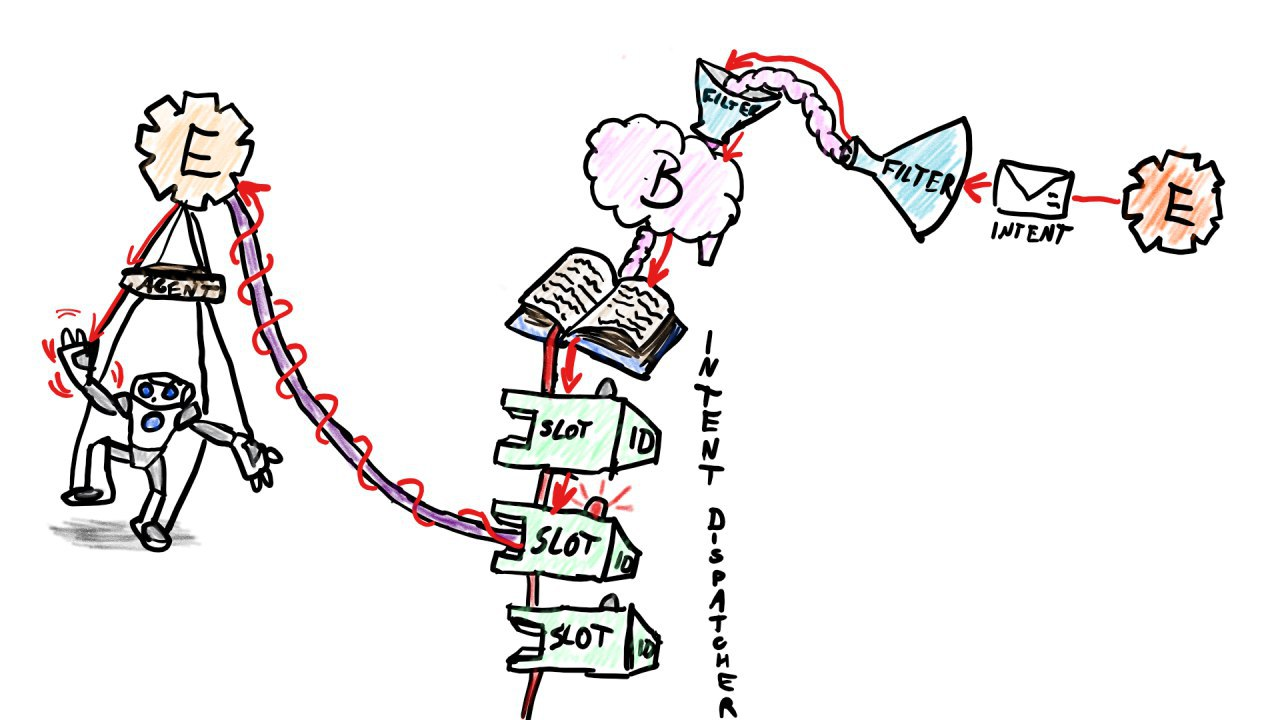 FILTER
FILTER
INTENT
E
E
B
AGENT
SLOT
ID
SLOT
ID
SLOT
ID
INTENT DISPATCHER